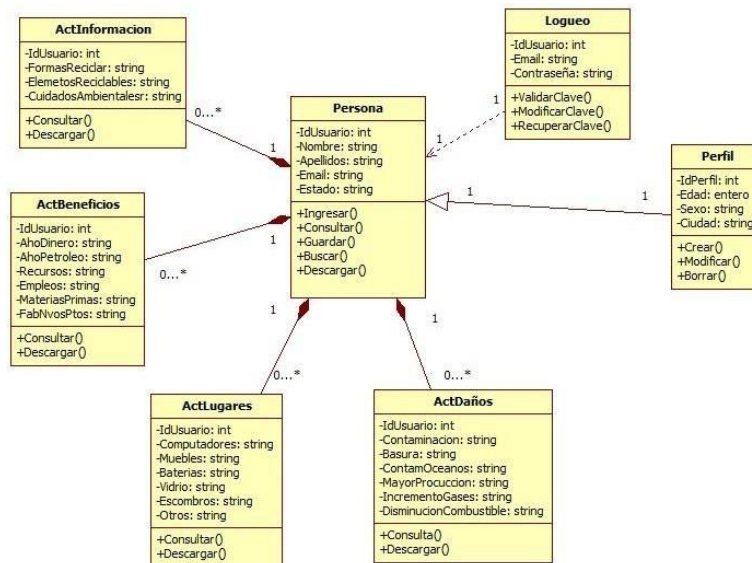 ActInformacion
-IdUsuario: int
-FormasReciclar: string
-ElemetosReciclables: string
-CuidadosAmbientalesr: string
+Consultar()
+Descargar()
0...*
1
Logueo
-IdUsuario: int
-Email: string
-Contraseña: string
+ValidarClave()
+ModificarClave()
+RecuperarClave()
1
1
Persona
-IdUsuario: int
-Nombre: string
-Apellidos: string
-Email: string
-Estado: string
+Ingresar()
+Consultar()
+Guardar()
+Buscar()
+Descargar()
Perfil
-IdPerfil: int
-Edad: entero
-Sexo: string
-Ciudad: string
+Crear()
+Modificar()
+Borrar()
1
1
ActBeneficios
-IdUsuario: int
-AhoDinero: string
-AhoPetroleo: string
-Recursos: string
-Empleos: string
-MateriasPrimas: string
-FabNvosPtos: string
+Consultar()
+Descargar()
1
0...*
1
0...*
1
0...*
ActLugares
-IdUsuario: int
-Computadores: string
-Muebles: string
-Baterias: string
-Vidrio: string
-Escombros: string
-Otros: string
+Consultar()
+Descargar()
ActDaños
-IdUsuario: int
-Contaminacion: string
-Basura: string
-ContamOceanos: string
-MayorProcuccion: string
-IncrementoGases: string
-DisminucionCombustible: string
+Consulta()
+Descargar()